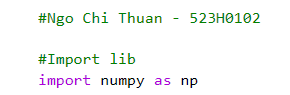 #Ngo Chi Thuan - 523H0102
#Import lib
import numpy as np